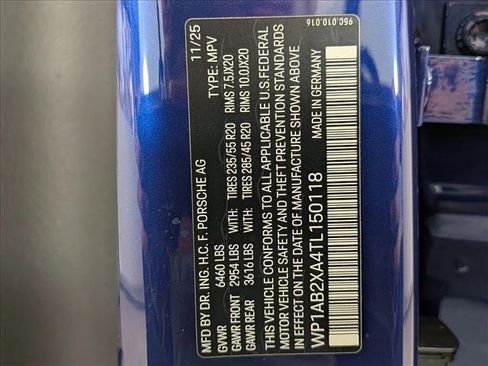 95C.010.016
MFD BY DR. ING. H.C. F. PORSCHE AG 11/25
GVWR 6460 LBS TYPE: MPV
GAWR FRONT 2954 LBS WITH: TIRES 235/55 R20 RIMS 7.5JX20
GAWR REAR 3616 LBS WITH: TIRES 285/45 R20 RIMS 10.0JX20
THIS VEHICLE CONFORMS TO ALL APPLICABLE U.S. FEDERAL
MOTOR VEHICLE SAFETY AND THEFT PREVENTION STANDARDS
IN EFFECT ON THE DATE OF MANUFACTURE SHOWN ABOVE
WP1AB2XA4TL150118 MADE IN GERMANY